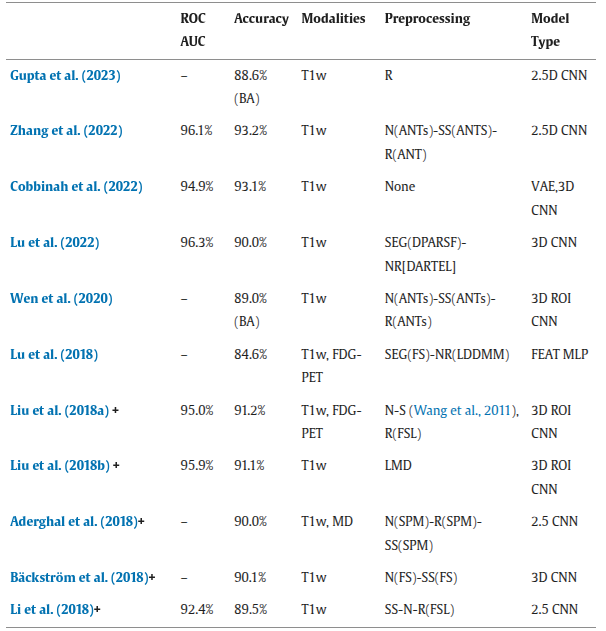 ROC AUC Accuracy Modalities Preprocessing Model Type
Gupta et al. (2023) – 88.6% (BA) T1w R 2.5D CNN
Zhang et al. (2022) 96.1% 93.2% T1w N(ANTs)-SS(ANTS)-R(ANT) 2.5D CNN
Cobbinah et al. (2022) 94.9% 93.1% T1w None VAE,3D CNN
Lu et al. (2022) 96.3% 90.0% T1w SEG(DPARSF)-NR[DARTEL] 3D CNN
Wen et al. (2020) – 89.0% (BA) T1w N(ANTs)-SS(ANTs)-R(ANTs) 3D ROI CNN
Lu et al. (2018) – 84.6% T1w, FDG-PET SEG(FS)-NR(LDDMM) FEAT MLP
Liu et al. (2018a) + 95.0% 91.2% T1w, FDG-PET N-S (Wang et al., 2011), R(FSL) 3D ROI CNN
Liu et al. (2018b) + 95.9% 91.1% T1w LMD 3D ROI CNN
Aderghal et al. (2018)+ – 90.0% T1w, MD N(SPM)-R(SPM)-SS(SPM) 2.5 CNN
Bäckström et al. (2018)+ – 90.1% T1w N(FS)-SS(FS) 3D CNN
Li et al. (2018)+ 92.4% 89.5% T1w SS-N-R(FSL) 2.5 CNN